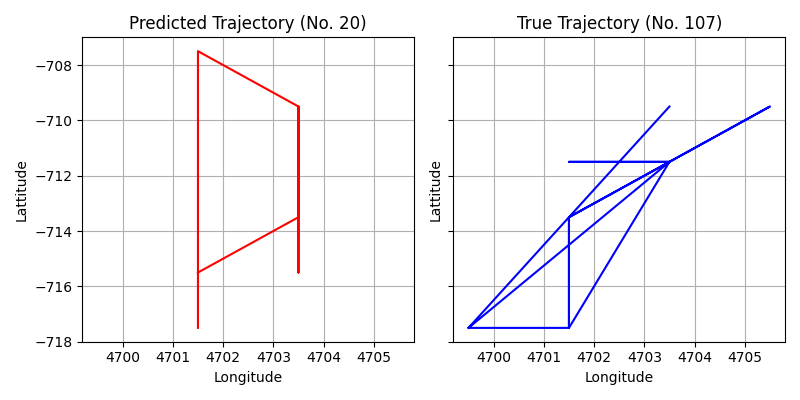 Predicted Trajectory (No. 20)
True Trajectory (No. 107)
Lattitude
−708
−710
−712
−714
−716
−718
4700 4701 4702 4703 4704 4705
Longitude
Lattitude
4700 4701 4702 4703 4704 4705
Longitude